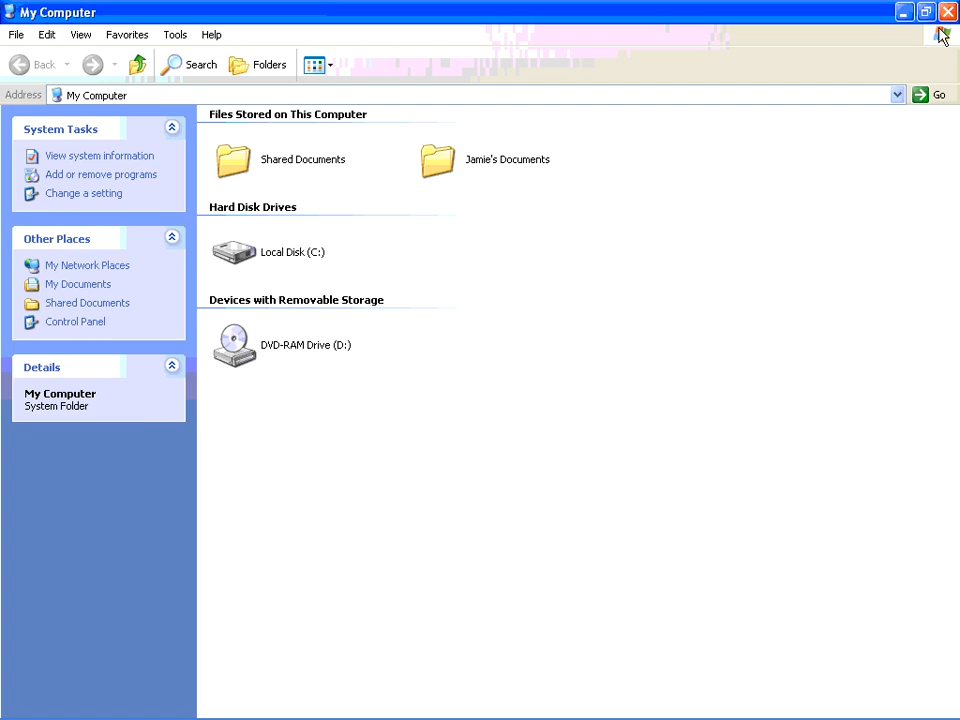 My Computer
File Edit View Favorites Tools Help
Back Search Folders
Address My Computer Go
System Tasks
View system information
Add or remove programs
Change a setting
Other Places
My Network Places
My Documents
Shared Documents
Control Panel
Details
My Computer
System Folder
Files Stored on This Computer
Shared Documents Jamie's Documents
Hard Disk Drives
Local Disk (C:)
Devices with Removable Storage
DVD-RAM Drive (D:)